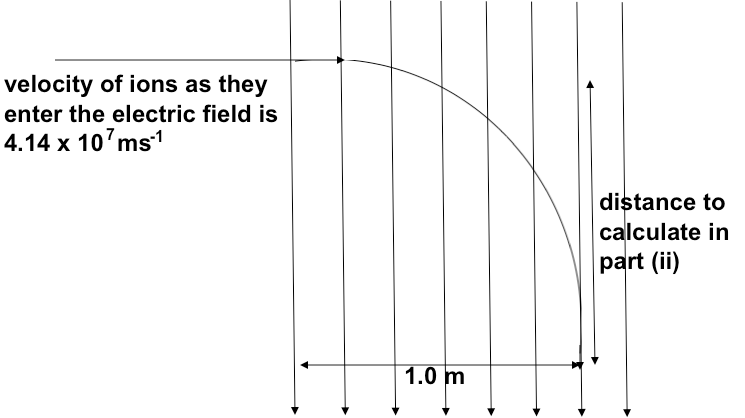 velocity of ions as they
enter the electric field is
4.14 x 10⁷ms⁻¹
distance to
calculate in
part (ii)
1.0 m